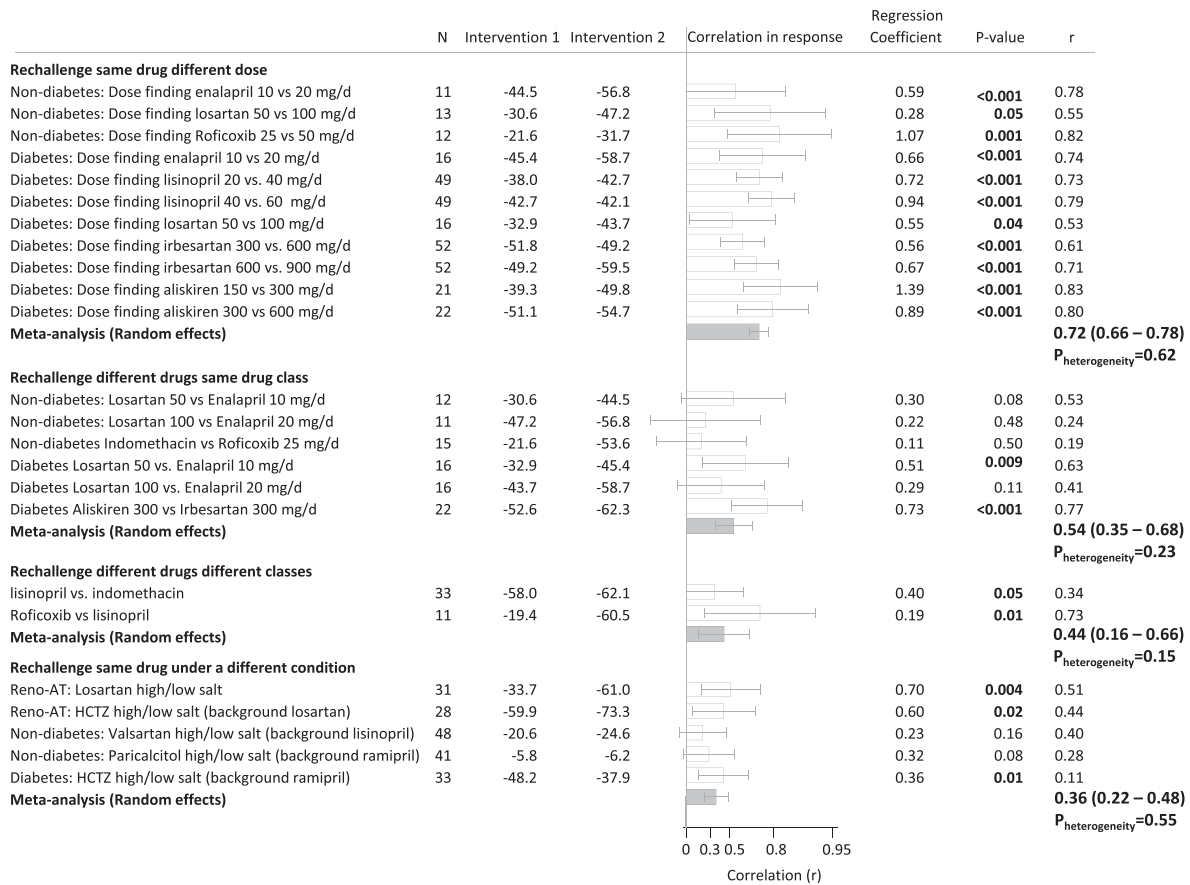 Regression
N Intervention 1 Intervention 2 Correlation in response Coefficient P-value r
Rechallenge same drug different dose
Non-diabetes: Dose finding enalapril 10 vs 20 mg/d 11 -44.5 -56.8 0.59 <0.001 0.78
Non-diabetes: Dose finding losartan 50 vs 100 mg/d 13 -30.6 -47.2 0.28 0.05 0.55
Non-diabetes: Dose finding Roficoxib 25 vs 50 mg/d 12 -21.6 -31.7 1.07 0.001 0.82
Diabetes: Dose finding enalapril 10 vs 20 mg/d 16 -45.4 -58.7 0.66 <0.001 0.74
Diabetes: Dose finding lisinopril 20 vs. 40 mg/d 49 -38.0 -42.7 0.72 <0.001 0.73
Diabetes: Dose finding lisinopril 40 vs. 60 mg/d 49 -42.7 -42.1 0.94 <0.001 0.79
Diabetes: Dose finding losartan 50 vs 100 mg/d 16 -32.9 -43.7 0.55 0.04 0.53
Diabetes: Dose finding irbesartan 300 vs. 600 mg/d 52 -51.8 -49.2 0.56 <0.001 0.61
Diabetes: Dose finding irbesartan 600 vs. 900 mg/d 52 -49.2 -59.5 0.67 <0.001 0.71
Diabetes: Dose finding aliskiren 150 vs 300 mg/d 21 -39.3 -49.8 1.39 <0.001 0.83
Diabetes: Dose finding aliskiren 300 vs 600 mg/d 22 -51.1 -54.7 0.89 <0.001 0.80
Meta-analysis (Random effects) 0.72 (0.66 – 0.78)
Pheterogeneity=0.62
Rechallenge different drugs same drug class
Non-diabetes: Losartan 50 vs Enalapril 10 mg/d 12 -30.6 -44.5 0.30 0.08 0.53
Non-diabetes: Losartan 100 vs Enalapril 20 mg/d 11 -47.2 -56.8 0.22 0.48 0.24
Non-diabetes Indomethacin vs Roficoxib 25 mg/d 15 -21.6 -53.6 0.11 0.50 0.19
Diabetes Losartan 50 vs. Enalapril 10 mg/d 16 -32.9 -45.4 0.51 0.009 0.63
Diabetes Losartan 100 vs. Enalapril 20 mg/d 16 -43.7 -58.7 0.29 0.11 0.41
Diabetes Aliskiren 300 vs Irbesartan 300 mg/d 22 -52.6 -62.3 0.73 <0.001 0.77
Meta-analysis (Random effects) 0.54 (0.35 – 0.68)
Pheterogeneity=0.23
Rechallenge different drugs different classes
lisinopril vs. indomethacin 33 -58.0 -62.1 0.40 0.05 0.34
Roficoxib vs lisinopril 11 -19.4 -60.5 0.19 0.01 0.73
Meta-analysis (Random effects) 0.44 (0.16 – 0.66)
Pheterogeneity=0.15
Rechallenge same drug under a different condition
Reno-AT: Losartan high/low salt 31 -33.7 -61.0 0.70 0.004 0.51
Reno-AT: HCTZ high/low salt (background losartan) 28 -59.9 -73.3 0.60 0.02 0.44
Non-diabetes: Valsartan high/low salt (background lisinopril) 48 -20.6 -24.6 0.23 0.16 0.40
Non-diabetes: Paricalcitol high/low salt (background ramipril) 41 -5.8 -6.2 0.32 0.08 0.28
Diabetes: HCTZ high/low salt (background ramipril) 33 -48.2 -37.9 0.36 0.01 0.11
Meta-analysis (Random effects) 0.36 (0.22 – 0.48)
Pheterogeneity=0.55
0 0.3 0.5 0.8 0.95
Correlation (r)